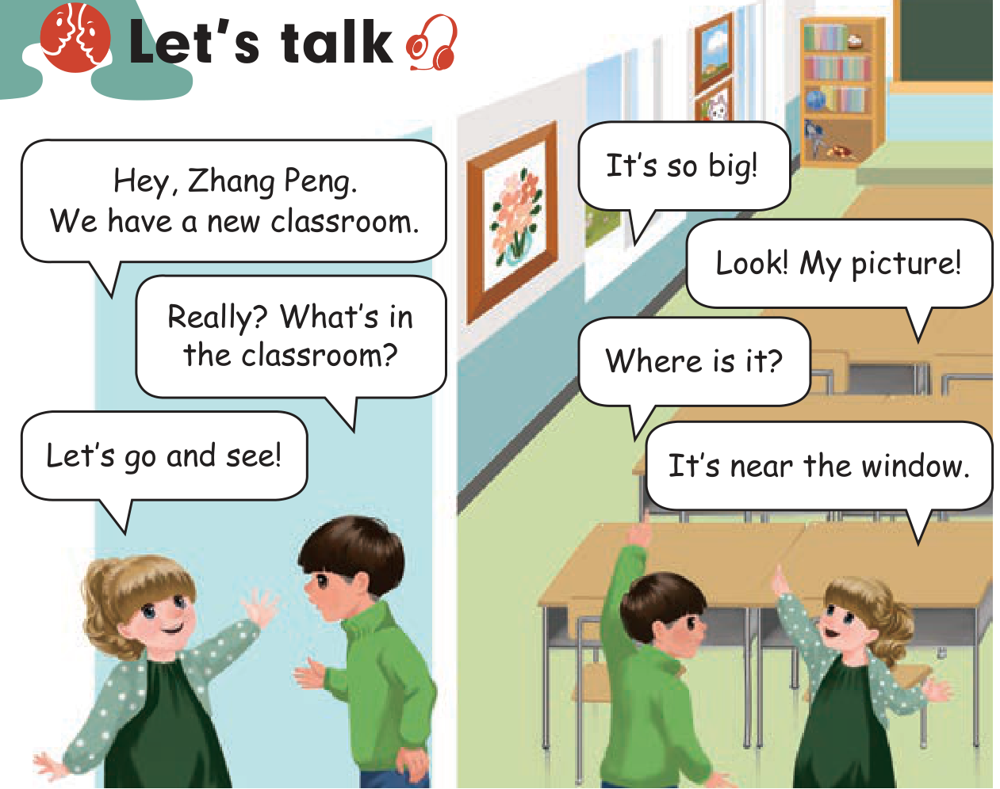 Let's talk
Hey, Zhang Peng.
We have a new classroom.
Really? What's in
the classroom?
Let's go and see!
It's so big!
Look! My picture!
Where is it?
It's near the window.